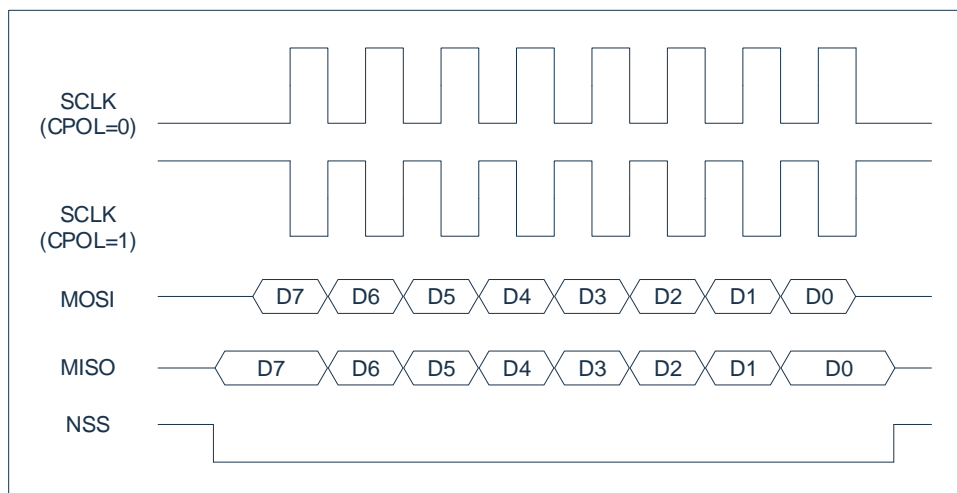 SCLK
(CPOL=0)
SCLK
(CPOL=1)
MOSI D7 D6 D5 D4 D3 D2 D1 D0
MISO D7 D6 D5 D4 D3 D2 D1 D0
NSS